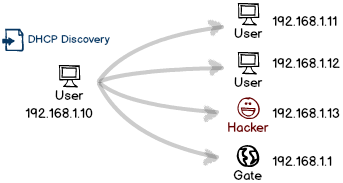 DHCP Discovery
User
192.168.1.10
User
192.168.1.11
User
192.168.1.12
Hacker
192.168.1.13
Gate
192.168.1.1